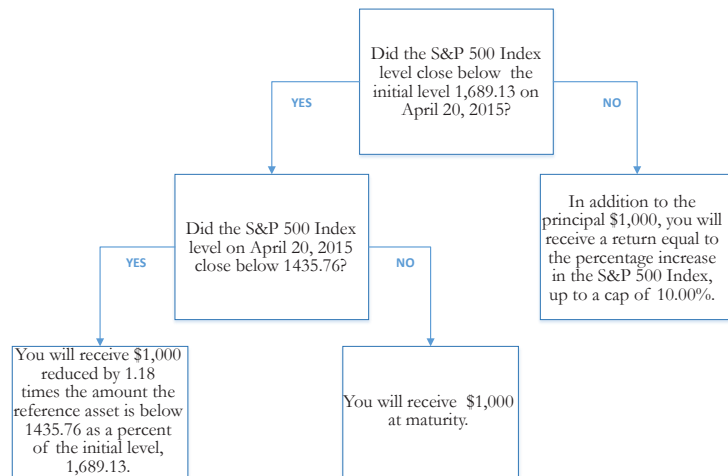 Did the S&P 500 Index
level close below the
initial level 1,689.13 on
April 20, 2015?
YES
NO
Did the S&P 500 Index
level on April 20, 2015
close below 1435.76?
In addition to the
principal $1,000, you will
receive a return equal to
the percentage increase
in the S&P 500 Index,
up to a cap of 10.00%.
YES
NO
You will receive $1,000
reduced by 1.18
times the amount the
reference asset is below
1435.76 as a percent
of the initial level,
1,689.13.
You will receive $1,000
at maturity.